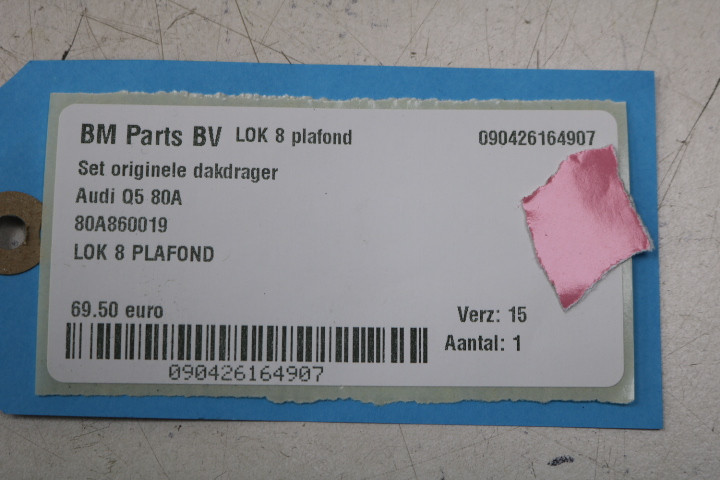 BM Parts BV LOK 8 plafond 090426164907
Set originele dakdrager
Audi Q5 80A
80A860019
LOK 8 PLAFOND
69.50 euro Verz: 15
Aantal: 1
090426164907